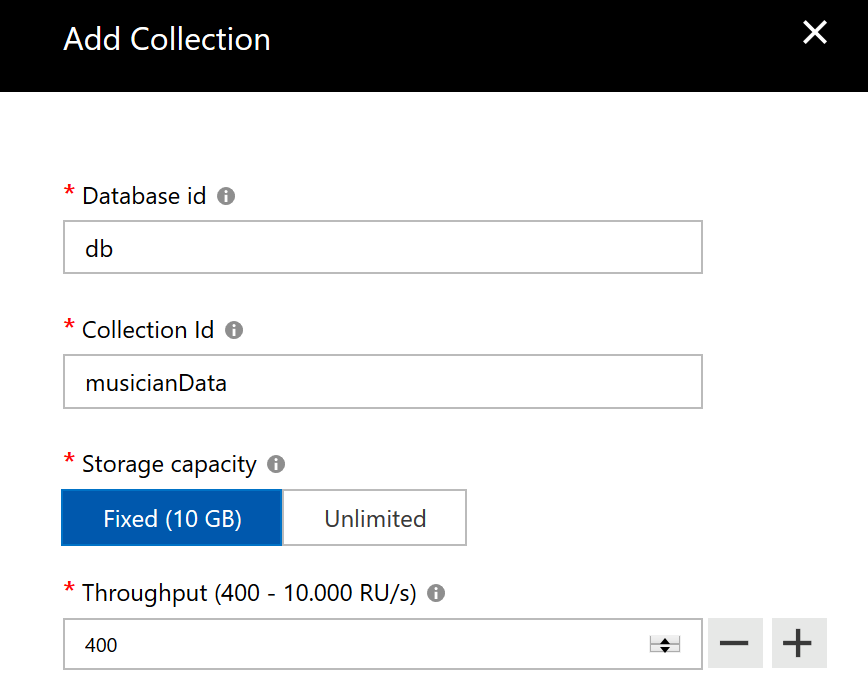 Add Collection
* Database id
db
* Collection Id
musicianData
* Storage capacity
Fixed (10 GB) Unlimited
* Throughput (400 - 10.000 RU/s)
400